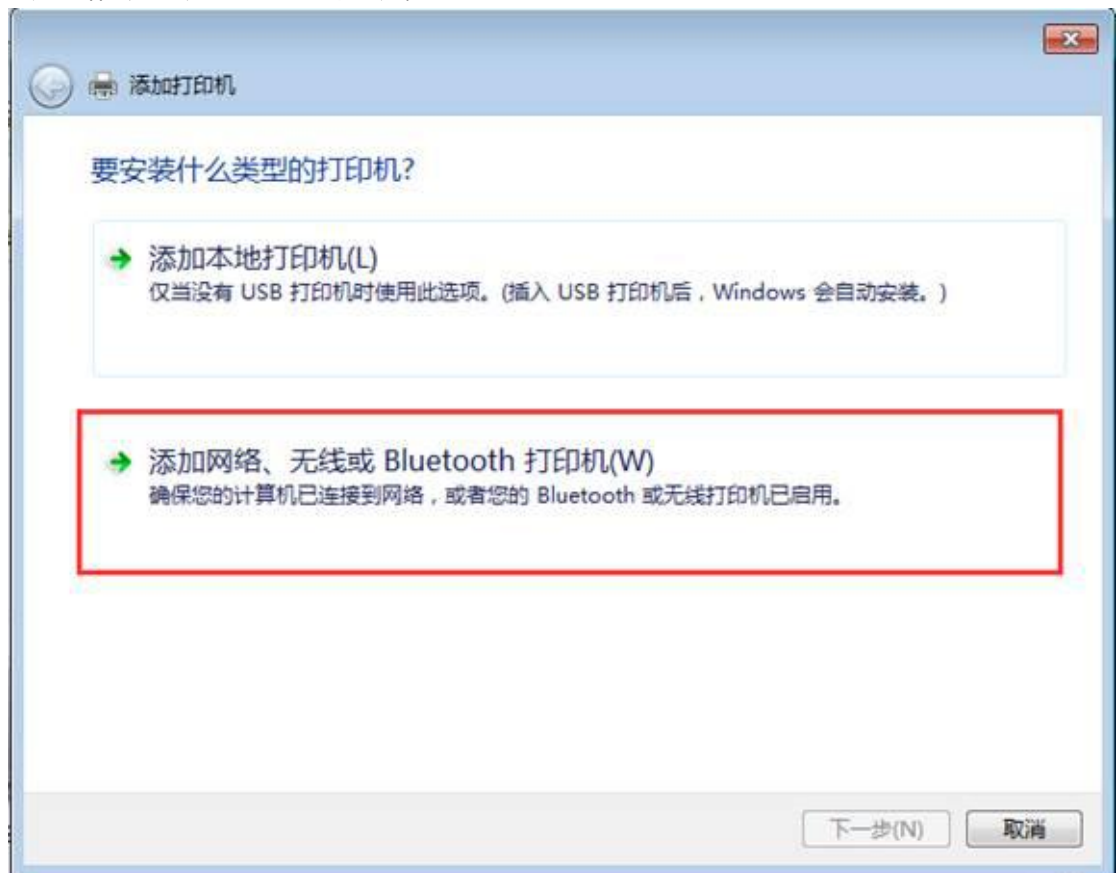 添加打印机
要安装什么类型的打印机?
添加本地打印机(L)
仅当没有 USB 打印机时使用此选项。(插入 USB 打印机后，Windows 会自动安装。)
添加网络、无线或 Bluetooth 打印机(W)
确保您的计算机已连接到网络，或者您的 Bluetooth 或无线打印机已启用。
下一步(N)
取消